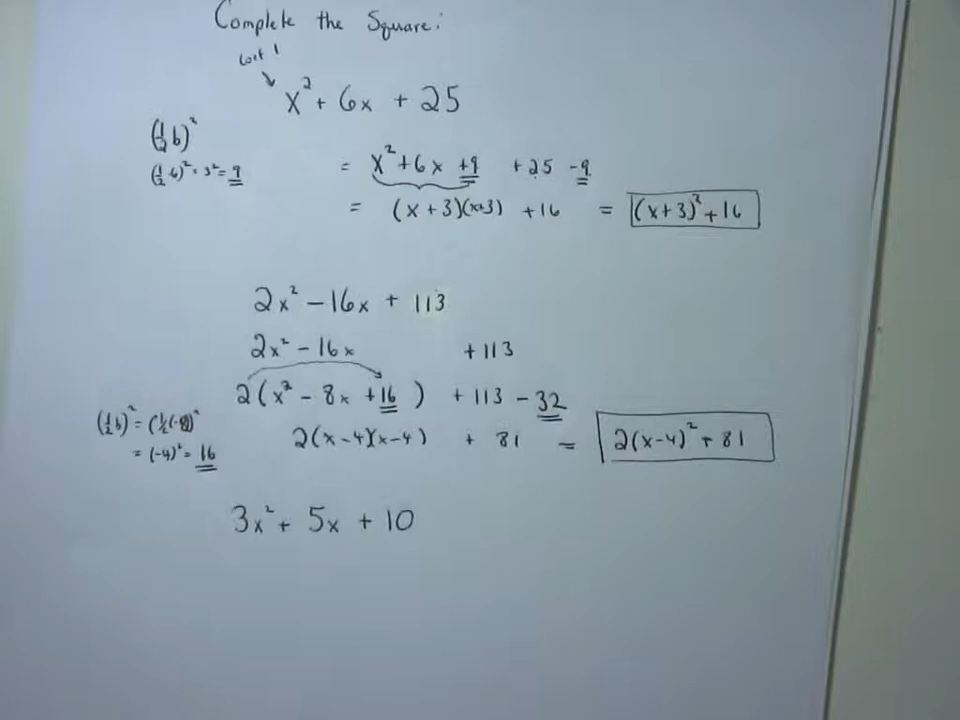 Complete the Square:
coef 1
x² + 6x + 25
(½b)²
(½·6)² = 3² = 9
= x² + 6x + 9 + 25 - 9
= (x + 3)(x+3) + 16 = (x+3)² + 16
2x² - 16x + 113
2x² - 16x + 113
2(x² - 8x + 16) + 113 - 32
(½b)² = (½(-8))²
2(x-4)(x-4) + 81 = 2(x-4)² + 81
= (-4)² = 16
3x² + 5x + 10